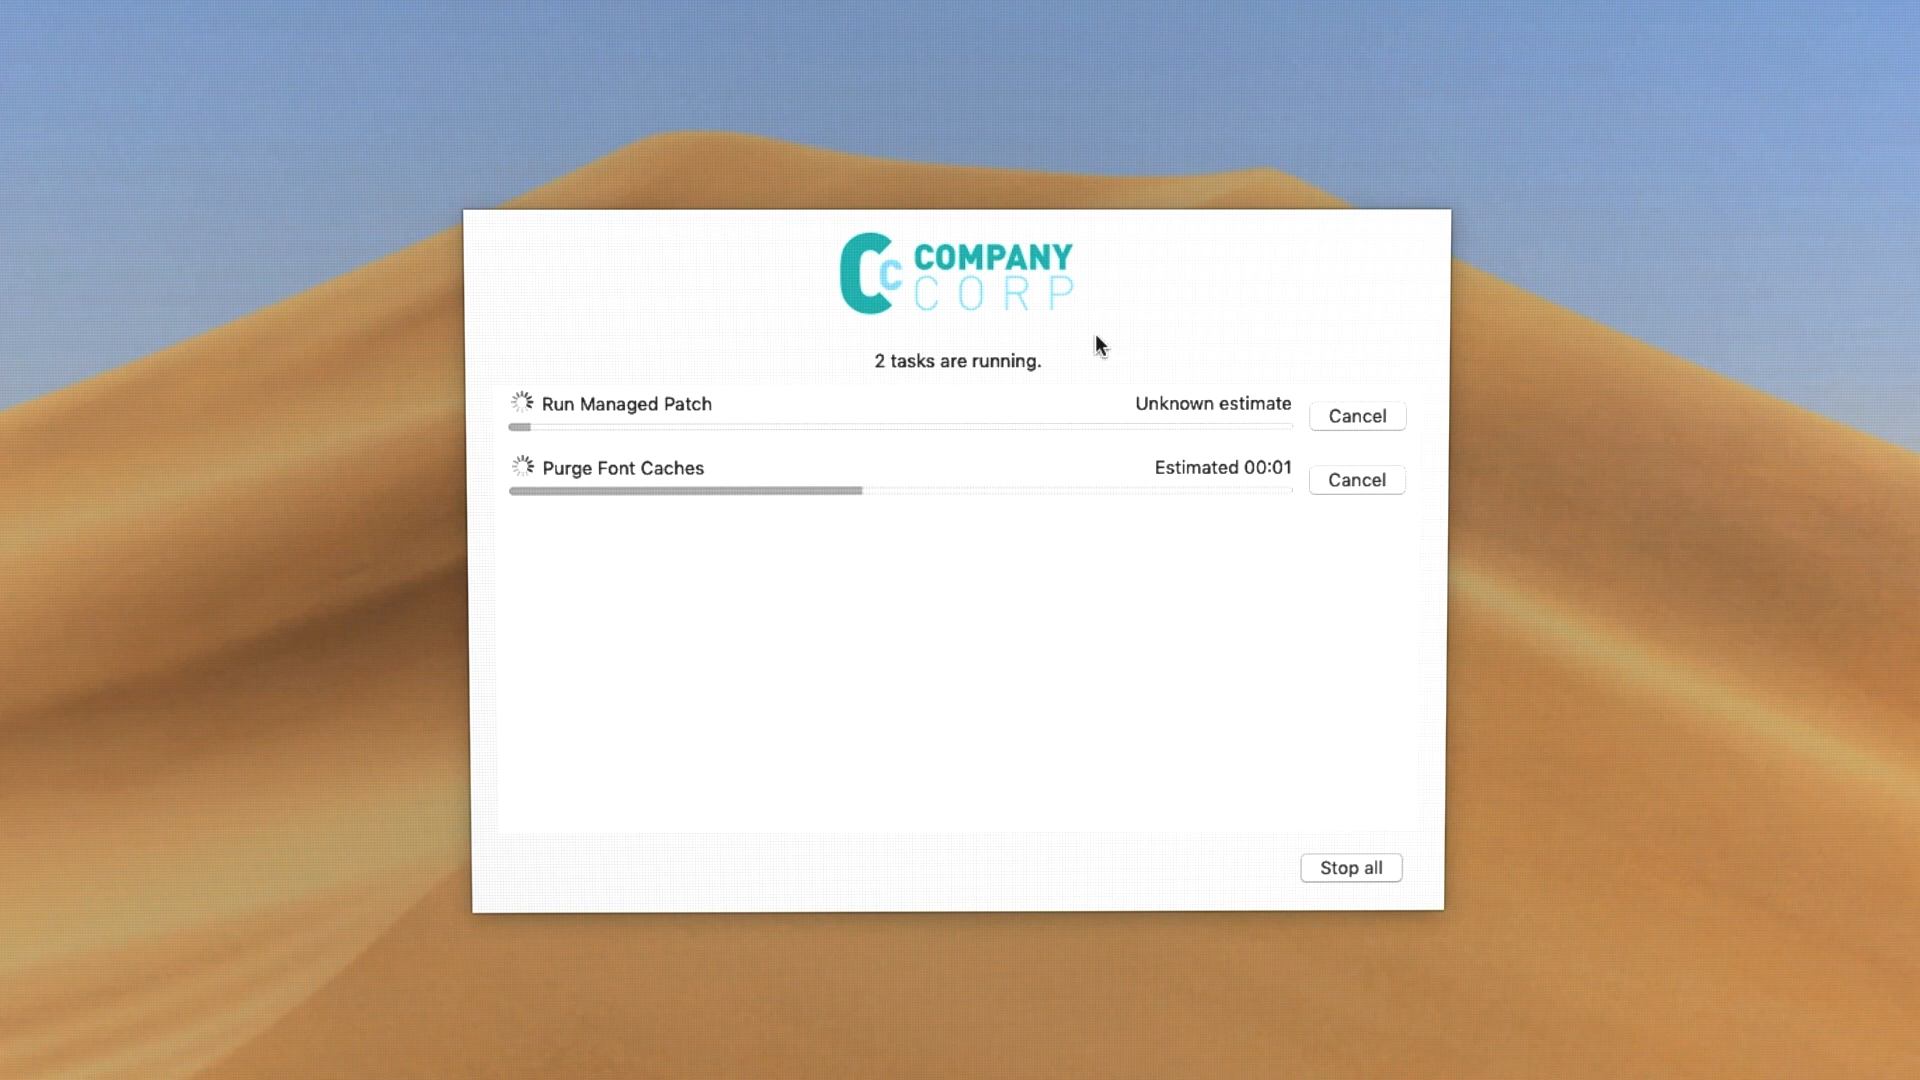 Cc COMPANY
CORP
2 tasks are running.
Run Managed Patch Unknown estimate Cancel
Purge Font Caches Estimated 00:01 Cancel
Stop all